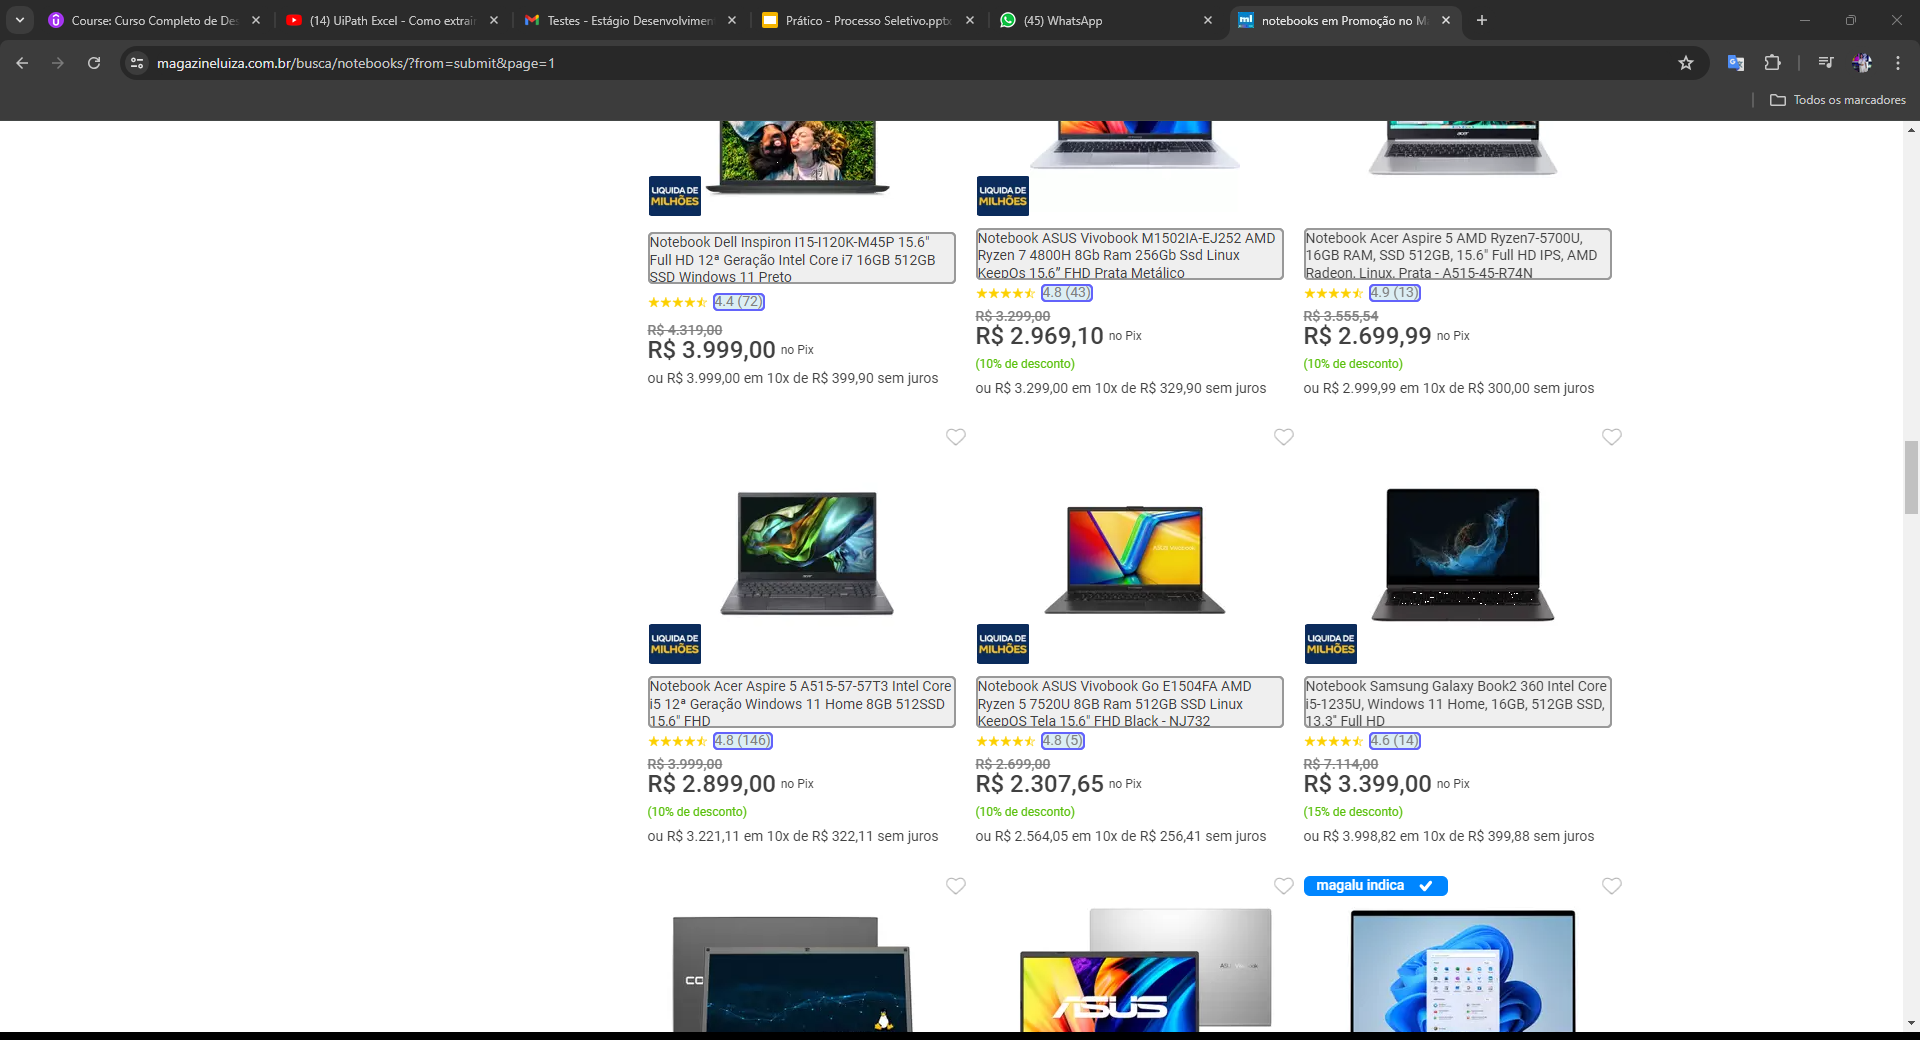 Course: Curso Completo de Des
(14) UiPath Excel - Como extrair
Testes - Estágio Desenvolviment
Prático - Processo Seletivo.pptx
(45) WhatsApp
notebooks em Promoção no M
magazineluiza.com.br/busca/notebooks/?from=submit&page=1
Todos os marcadores
LIQUIDA DE
MILHÕES
LIQUIDA DE
MILHÕES
acer
Notebook Dell Inspiron I15-I120K-M45P 15.6"
Full HD 12ª Geração Intel Core i7 16GB 512GB
SSD Windows 11 Preto
4.4 (72)
R$ 4.319,00
R$ 3.999,00 no Pix
ou R$ 3.999,00 em 10x de R$ 399,90 sem juros
Notebook ASUS Vivobook M1502IA-EJ252 AMD
Ryzen 7 4800H 8Gb Ram 256Gb Ssd Linux
KeepOs 15,6” FHD Prata Metálico
4.8 (43)
R$ 3.299,00
R$ 2.969,10 no Pix
(10% de desconto)
ou R$ 3.299,00 em 10x de R$ 329,90 sem juros
Notebook Acer Aspire 5 AMD Ryzen7-5700U,
16GB RAM, SSD 512GB, 15.6" Full HD IPS, AMD
Radeon, Linux, Prata - A515-45-R74N
4.9 (13)
R$ 3.555,54
R$ 2.699,99 no Pix
(10% de desconto)
ou R$ 2.999,99 em 10x de R$ 300,00 sem juros
LIQUIDA DE
MILHÕES
Notebook Acer Aspire 5 A515-57-57T3 Intel Core
i5 12ª Geração Windows 11 Home 8GB 512SSD
15.6" FHD
4.8 (146)
R$ 3.999,00
R$ 2.899,00 no Pix
(10% de desconto)
ou R$ 3.221,11 em 10x de R$ 322,11 sem juros
ASUS Vivobook
LIQUIDA DE
MILHÕES
Notebook ASUS Vivobook Go E1504FA AMD
Ryzen 5 7520U 8GB Ram 512GB SSD Linux
KeepOS Tela 15,6" FHD Black - NJ732
4.8 (5)
R$ 2.699,00
R$ 2.307,65 no Pix
(10% de desconto)
ou R$ 2.564,05 em 10x de R$ 256,41 sem juros
LIQUIDA DE
MILHÕES
Notebook Samsung Galaxy Book2 360 Intel Core
i5-1235U, Windows 11 Home, 16GB, 512GB SSD,
13.3" Full HD
4.6 (14)
R$ 7.114,00
R$ 3.399,00 no Pix
(15% de desconto)
ou R$ 3.998,82 em 10x de R$ 399,88 sem juros
magalu indica
CO
ASUS Vivobook
ASUS